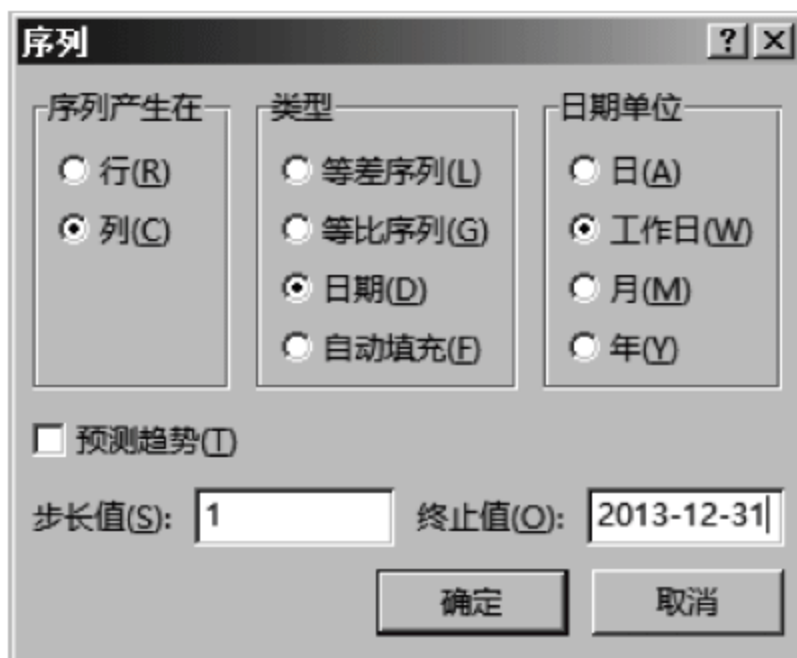 序列
序列产生在 类型 日期单位
行(R) 等差序列(L) 日(A)
列(C) 等比序列(G) 工作日(W)
日期(D) 月(M)
自动填充(F) 年(Y)
预测趋势(T)
步长值(S): 1 终止值(O): 2013-12-31
确定 取消